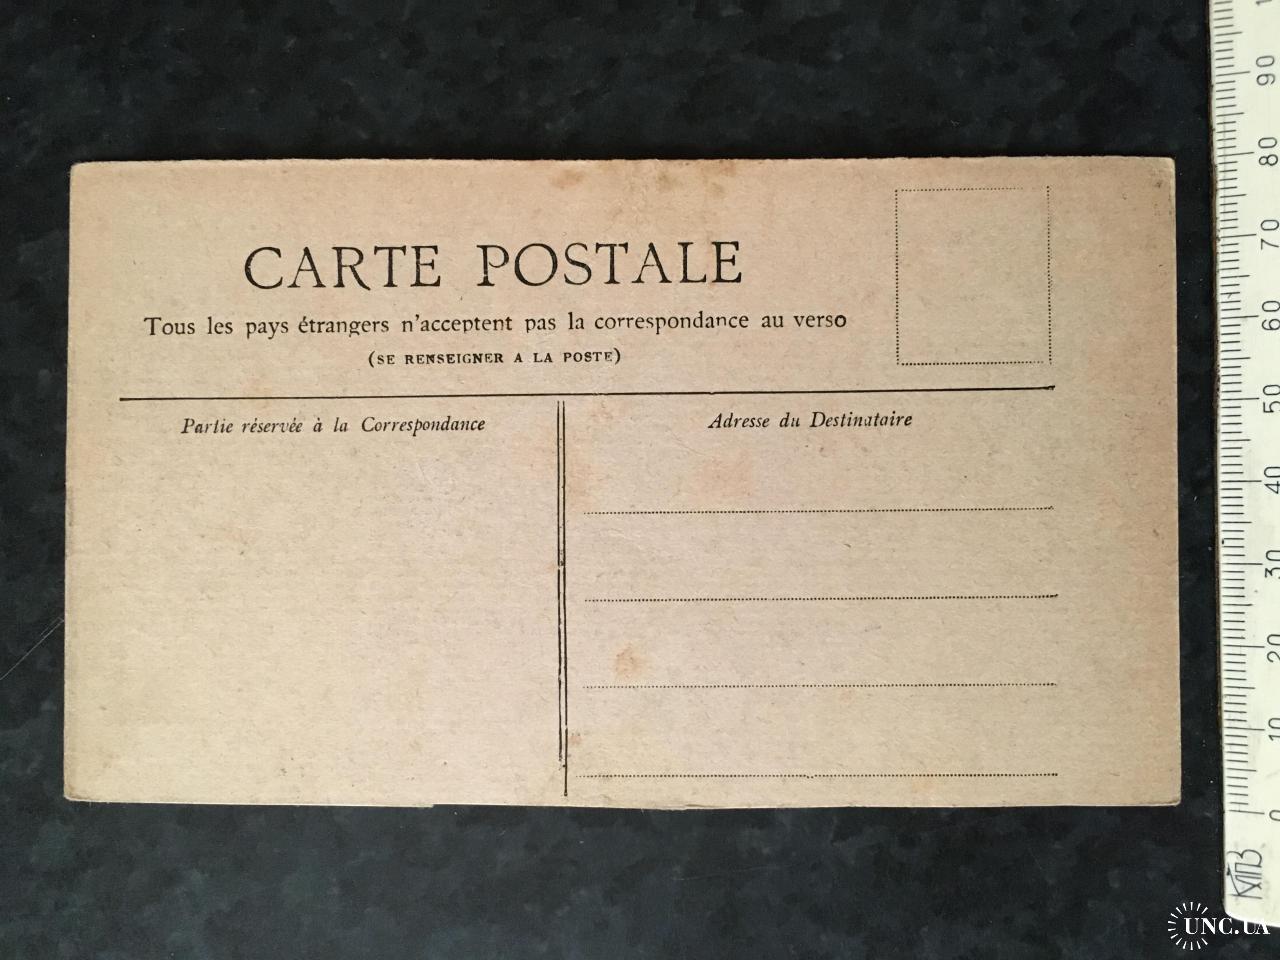 CARTE POSTALE
Tous les pays étrangers n'acceptent pas la correspondance au verso
(SE RENSEIGNER A LA POSTE)
Partie réservée à la Correspondance
Adresse du Destinataire
90
80
70
60
50
40
30
20
10
0
UNC.UA